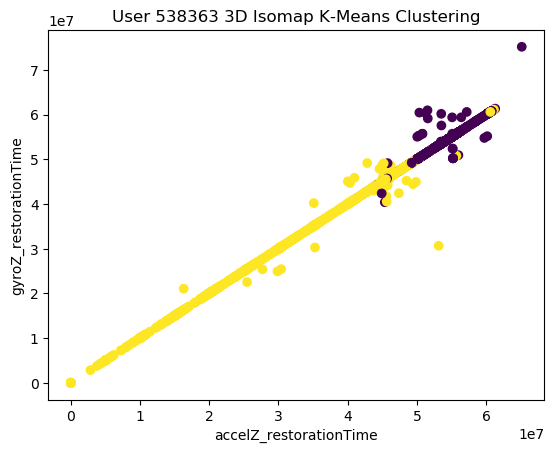 User 538363 3D Isomap K-Means Clustering
1e7
7
6
5
4
3
2
1
0
gyroZ_restorationTime
0 1 2 3 4 5 6
1e7
accelZ_restorationTime